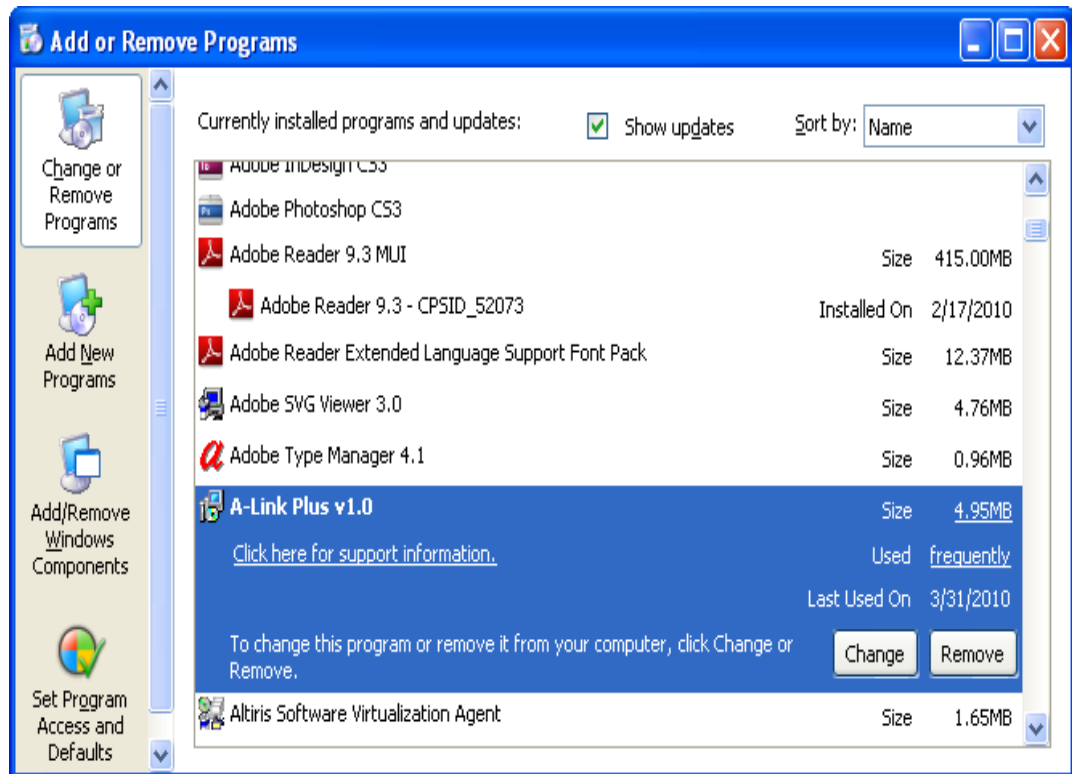 Add or Remove Programs
Change or
Remove
Programs
Add New
Programs
Add/Remove
Windows
Components
Set Program
Access and
Defaults
Currently installed programs and updates:
Show updates
Sort by: Name
Adobe InDesign CS3
Adobe Photoshop CS3
Adobe Reader 9.3 MUI Size 415.00MB
Adobe Reader 9.3 - CPSID_52073 Installed On 2/17/2010
Adobe Reader Extended Language Support Font Pack Size 12.37MB
Adobe SVG Viewer 3.0 Size 4.76MB
Adobe Type Manager 4.1 Size 0.96MB
A-Link Plus v1.0 Size 4.95MB
Click here for support information. Used frequently
Last Used On 3/31/2010
To change this program or remove it from your computer, click Change or
Remove.
Change Remove
Altiris Software Virtualization Agent Size 1.65MB